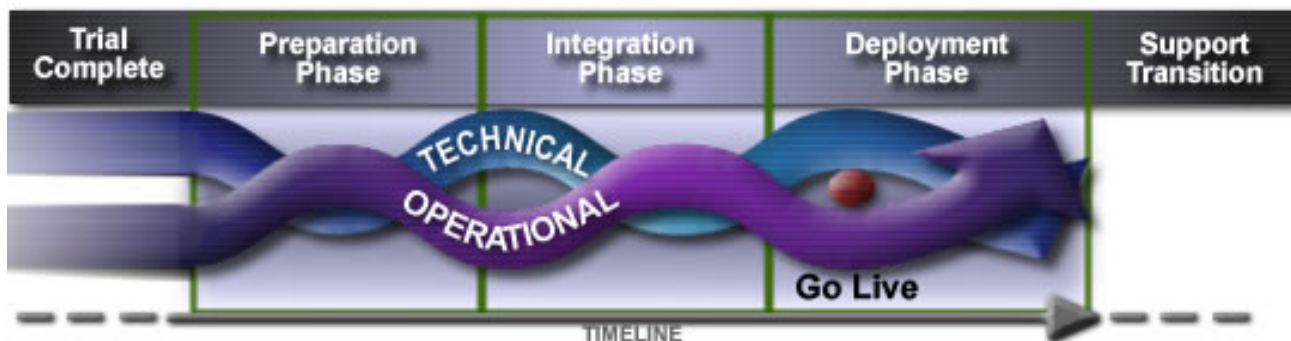 Trial
Complete
Preparation
Phase
Integration
Phase
Deployment
Phase
Support
Transition
TECHNICAL
OPERATIONAL
Go Live
TIMELINE